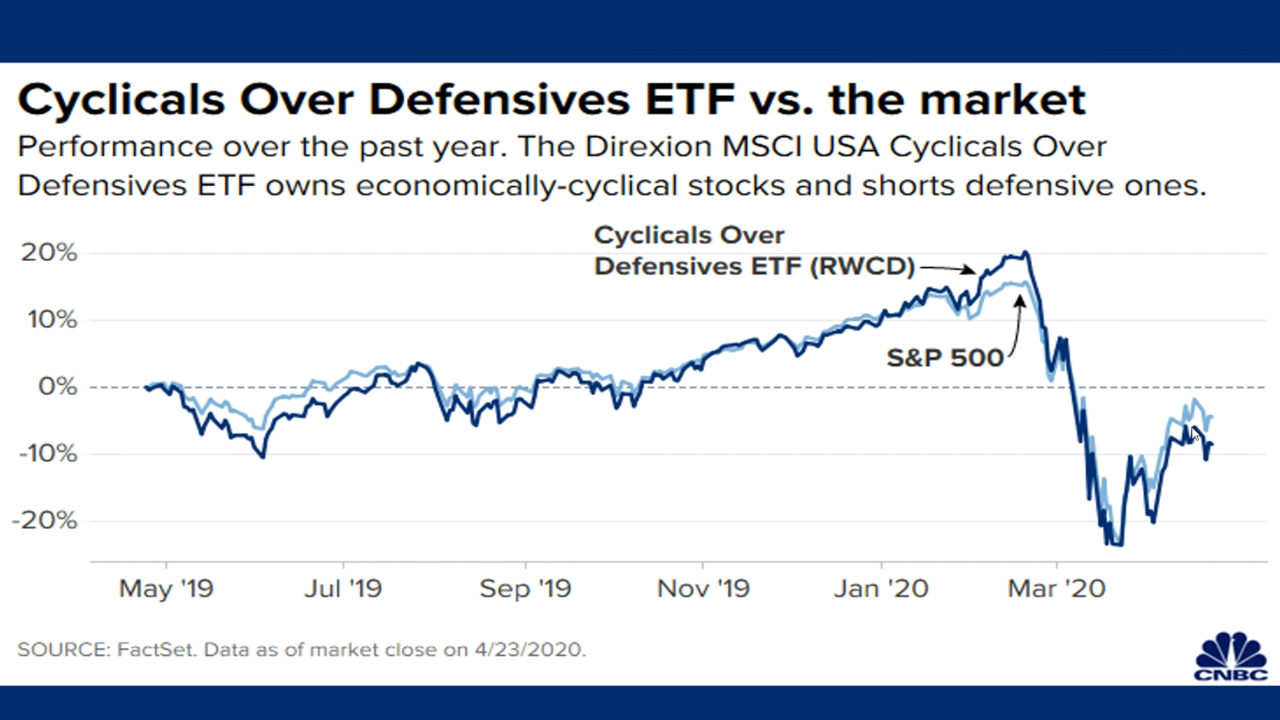 Cyclicals Over Defensives ETF vs. the market
Performance over the past year. The Direxion MSCI USA Cyclicals Over
Defensives ETF owns economically-cyclical stocks and shorts defensive ones.
Cyclicals Over
Defensives ETF (RWCD)
S&P 500
20%
10%
0%
-10%
-20%
May '19 Jul '19 Sep '19 Nov '19 Jan '20 Mar '20
SOURCE: FactSet. Data as of market close on 4/23/2020.
CNBC